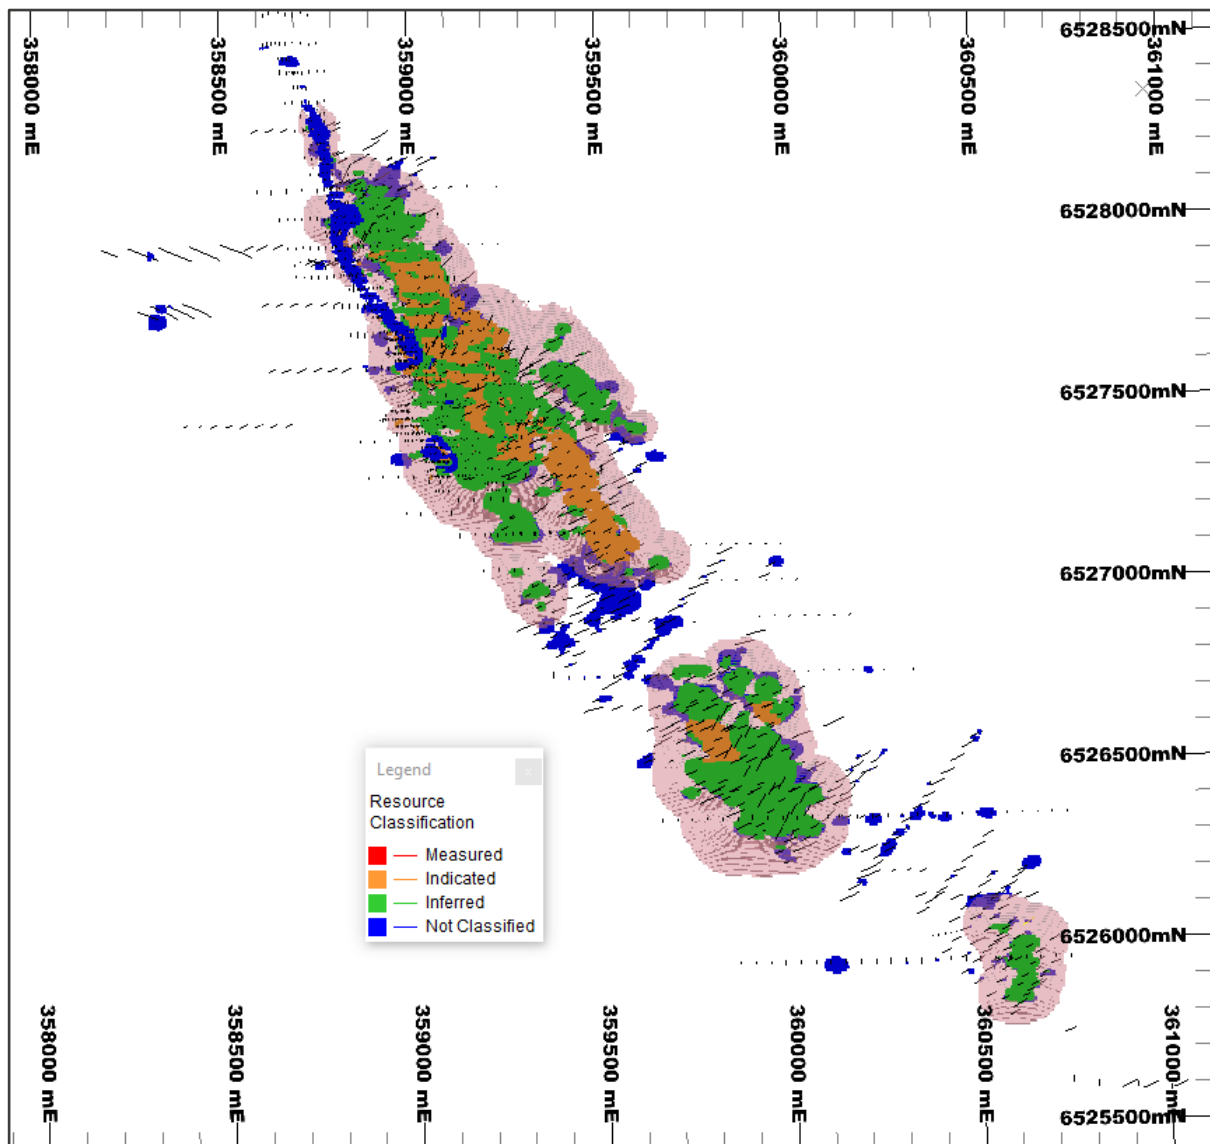 358000 mE
358500 mE
359000 mE
359500 mE
360000 mE
360500 mE
361000 mE
6528500mN
6528000mN
6527500mN
6527000mN
6526500mN
6526000mN
6525500mN
Legend
x
Resource
Classification
Measured
Indicated
Inferred
Not Classified
358000 mE
358500 mE
359000 mE
359500 mE
360000 mE
360500 mE
361000 mE